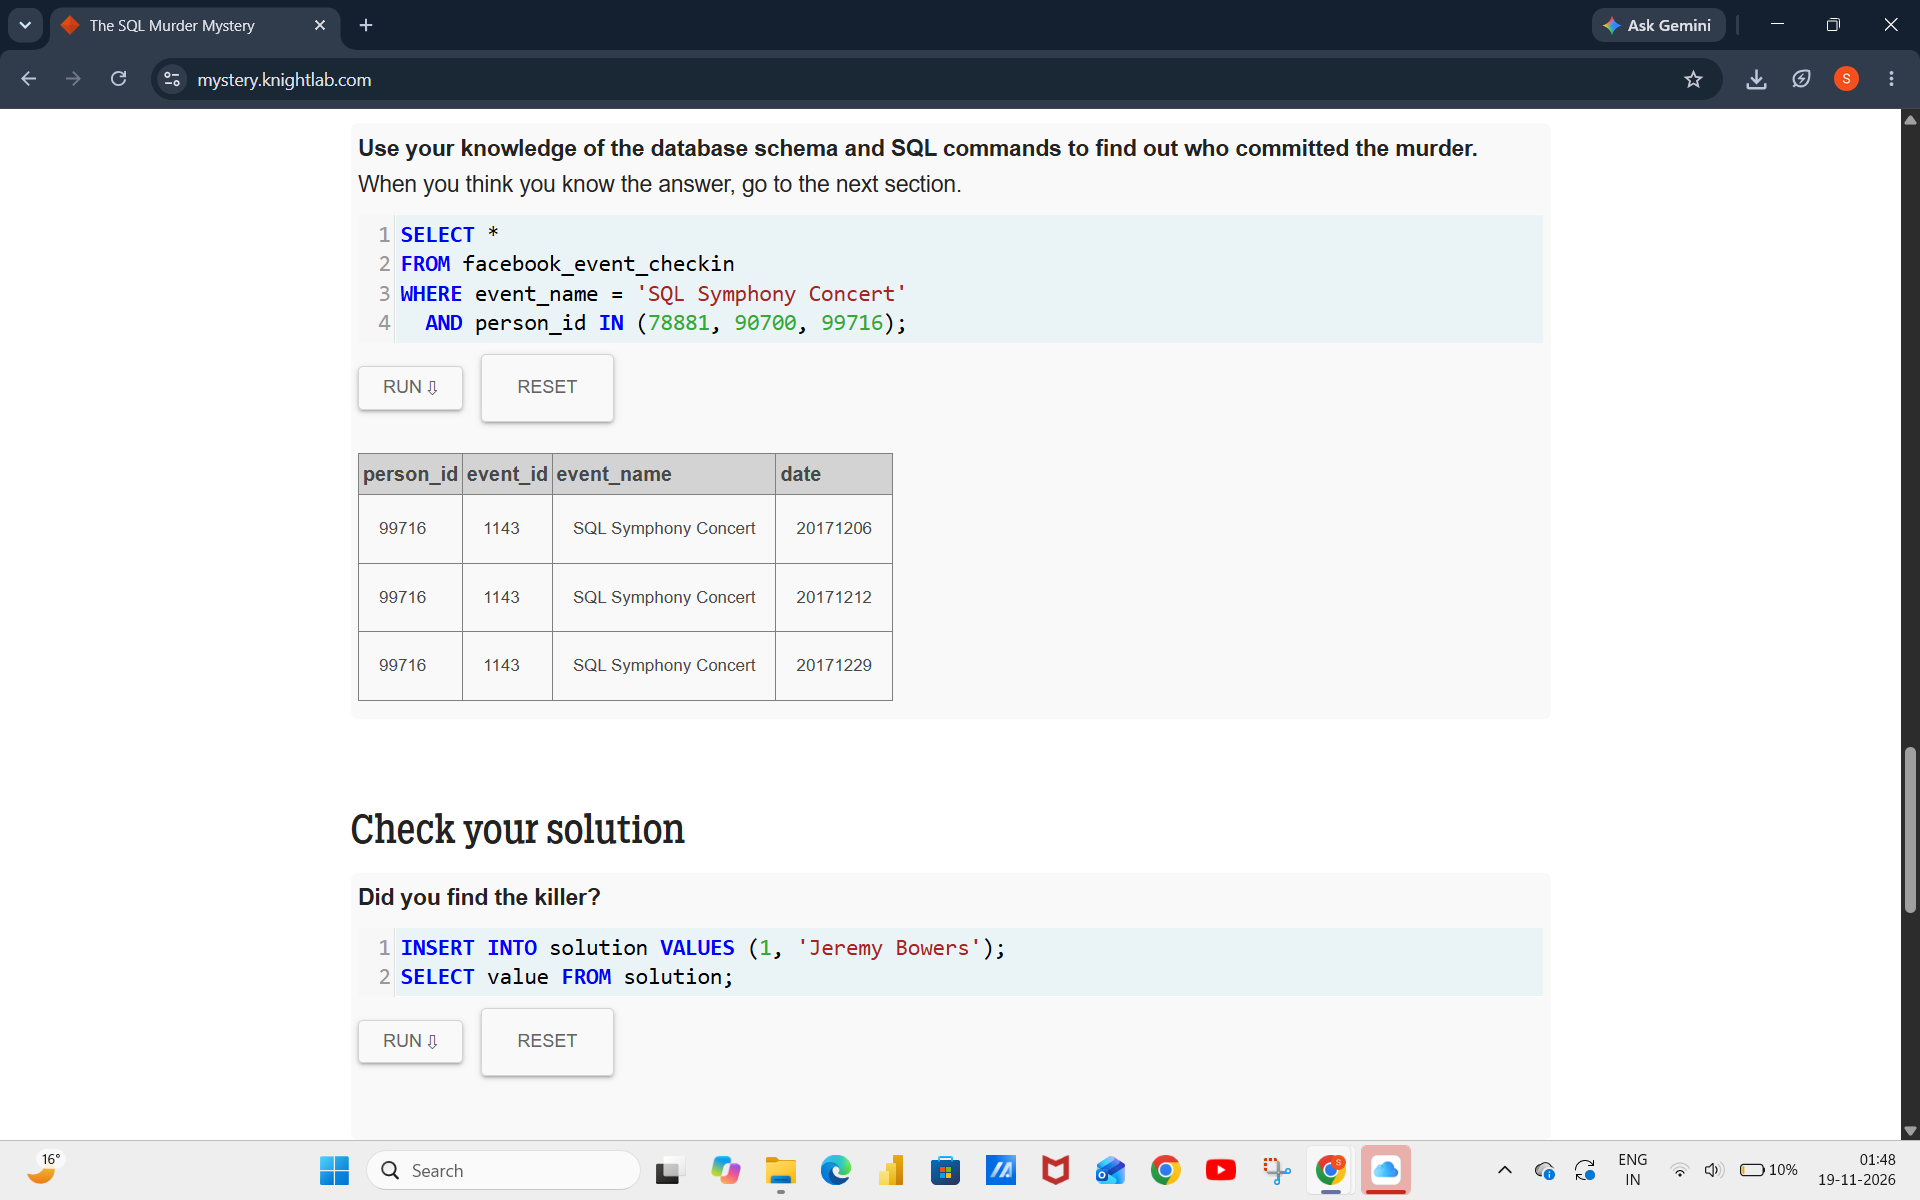 The SQL Murder Mystery
Ask Gemini
mystery.knightlab.com
S
Use your knowledge of the database schema and SQL commands to find out who committed the murder.
When you think you know the answer, go to the next section.
1 SELECT *
2 FROM facebook_event_checkin
3 WHERE event_name = 'SQL Symphony Concert'
4 AND person_id IN (78881, 90700, 99716);
RUN ⇩ RESET
person_id event_id event_name date
99716 1143 SQL Symphony Concert 20171206
99716 1143 SQL Symphony Concert 20171212
99716 1143 SQL Symphony Concert 20171229
Check your solution
Did you find the killer?
1 INSERT INTO solution VALUES (1, 'Jeremy Bowers');
2 SELECT value FROM solution;
RUN ⇩ RESET
16°
Search
S
ENG
IN
10%
01:48
19-11-2026